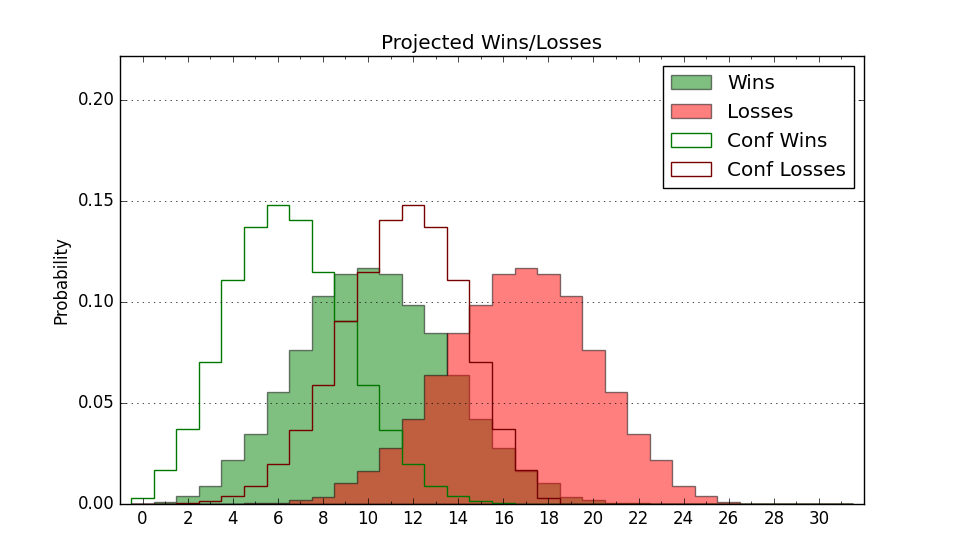 Projected Wins/Losses
Wins
Losses
Conf Wins
Conf Losses
Probability
0.20
0.15
0.10
0.05
0.00
0 2 4 6 8 10 12 14 16 18 20 22 24 26 28 30